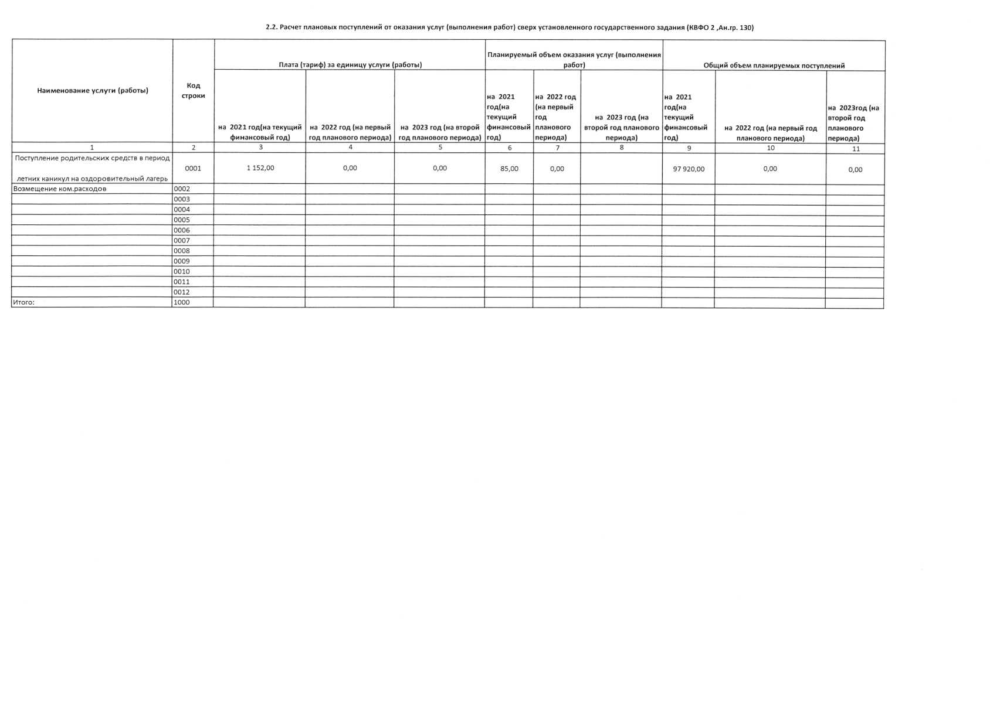 2.2. Расчет плановых поступлений от оказания услуг (выполнения работ) сверх установленного государственного задания (КВФО 2 ,Ан.гр. 130)
Наименование услуги (работы)
Код
строки
Плата (тариф) за единицу услуги (работы)
Планируемый объем оказания услуг (выполнения
работ)
Общий объем планируемых поступлений
на 2021 год(на текущий
финансовый год)
на 2022 год (на первый
год планового периода)
на 2023 год (на второй
год планового периода)
на 2021
год(на
текущий
финансовый
год)
на 2022 год
(на первый
год
планового
периода)
на 2023 год (на
второй год планового
периода)
на 2021
год(на
текущий
финансовый
год)
на 2022 год (на первый год
планового периода)
на 2023год (на
второй год
планового
периода)
1 2 3 4 5 6 7 8 9 10 11
Поступление родительских средств в период
летних каникул на оздоровительный лагерь
0001 1 152,00 0,00 0,00 85,00 0,00 97 920,00 0,00 0,00
Возмещение ком.расходов 0002
0003
0004
0005
0006
0007
0008
0009
0010
0011
0012
Итого: 1000